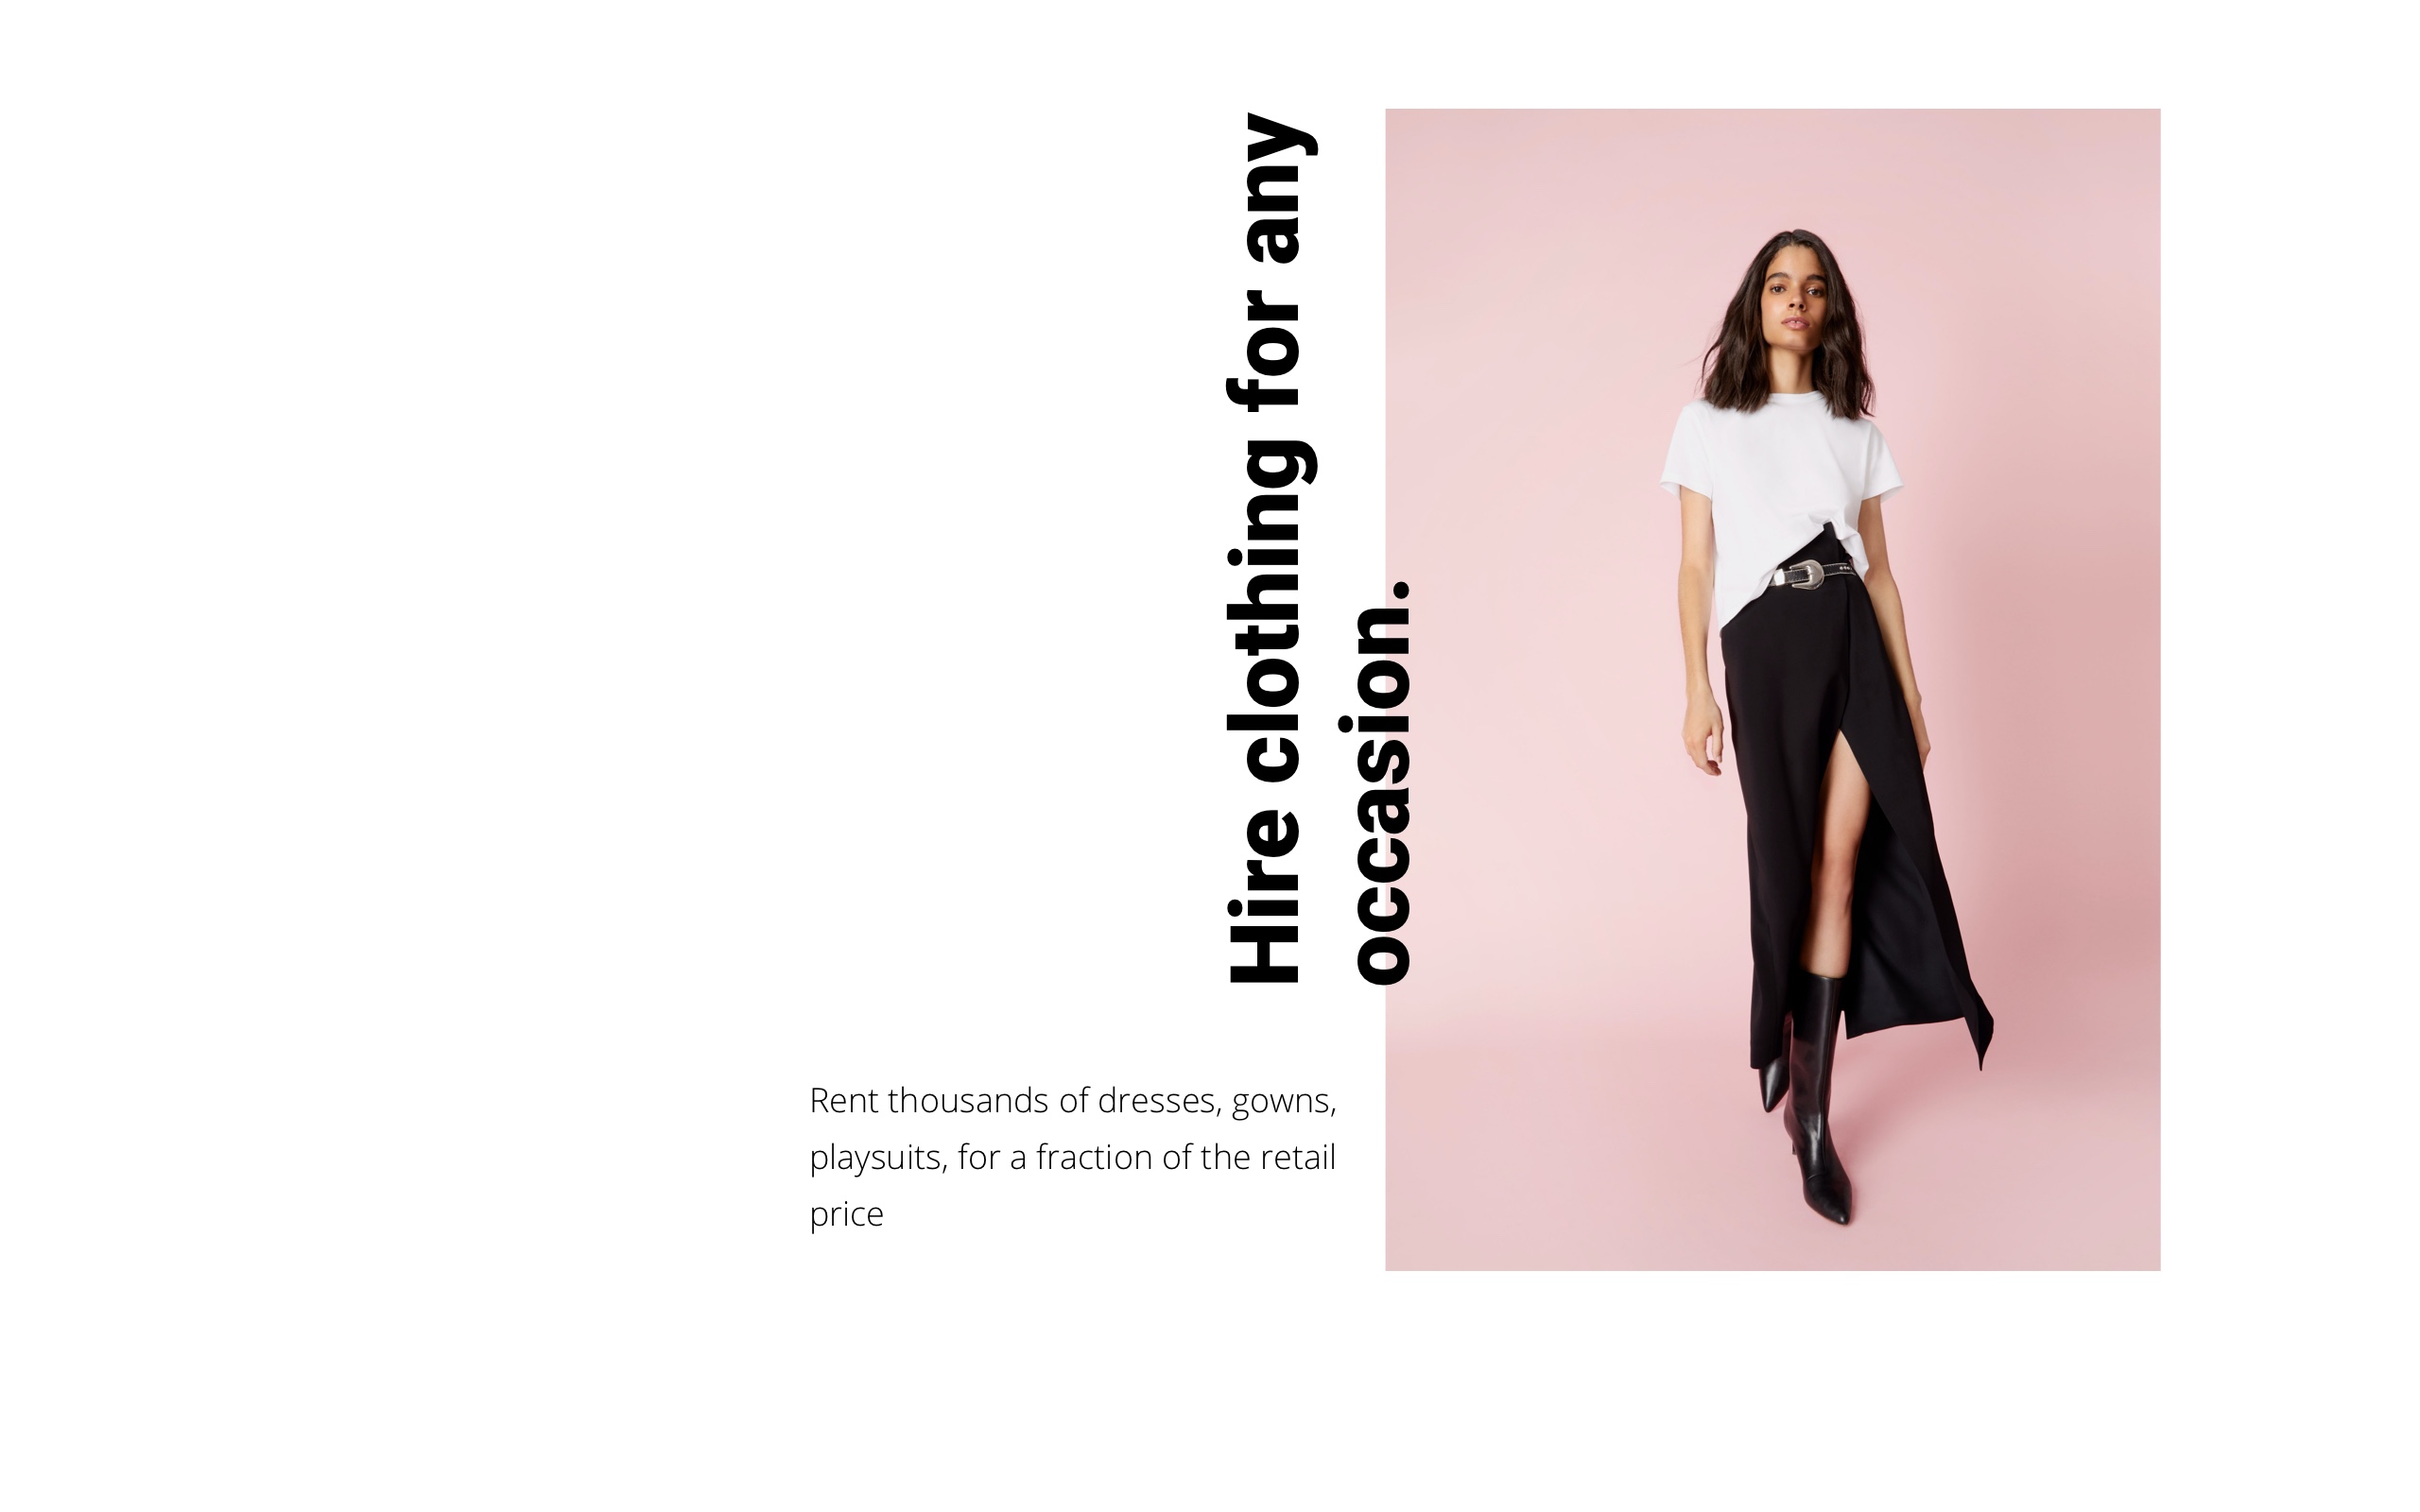 Hire clothing for any
occasion.
Rent thousands of dresses, gowns,
playsuits, for a fraction of the retail
price